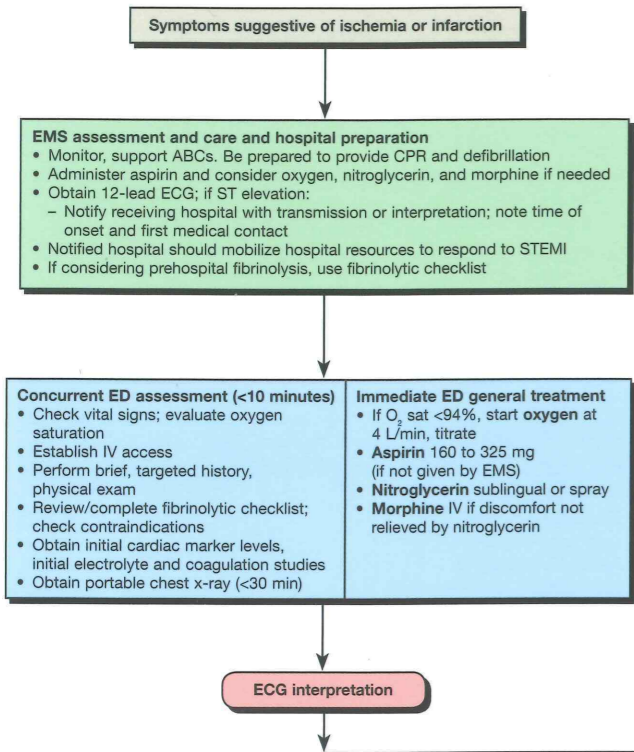 Symptoms suggestive of ischemia or infarction
EMS assessment and care and hospital preparation
• Monitor, support ABCs. Be prepared to provide CPR and defibrillation
• Administer aspirin and consider oxygen, nitroglycerin, and morphine if needed
• Obtain 12-lead ECG; if ST elevation:
– Notify receiving hospital with transmission or interpretation; note time of
onset and first medical contact
• Notified hospital should mobilize hospital resources to respond to STEMI
• If considering prehospital fibrinolysis, use fibrinolytic checklist
Concurrent ED assessment (<10 minutes)
• Check vital signs; evaluate oxygen
saturation
• Establish IV access
• Perform brief, targeted history,
physical exam
• Review/complete fibrinolytic checklist;
check contraindications
• Obtain initial cardiac marker levels,
initial electrolyte and coagulation studies
• Obtain portable chest x-ray (<30 min)
Immediate ED general treatment
• If O₂ sat <94%, start oxygen at
4 L/min, titrate
• Aspirin 160 to 325 mg
(if not given by EMS)
• Nitroglycerin sublingual or spray
• Morphine IV if discomfort not
relieved by nitroglycerin
ECG interpretation